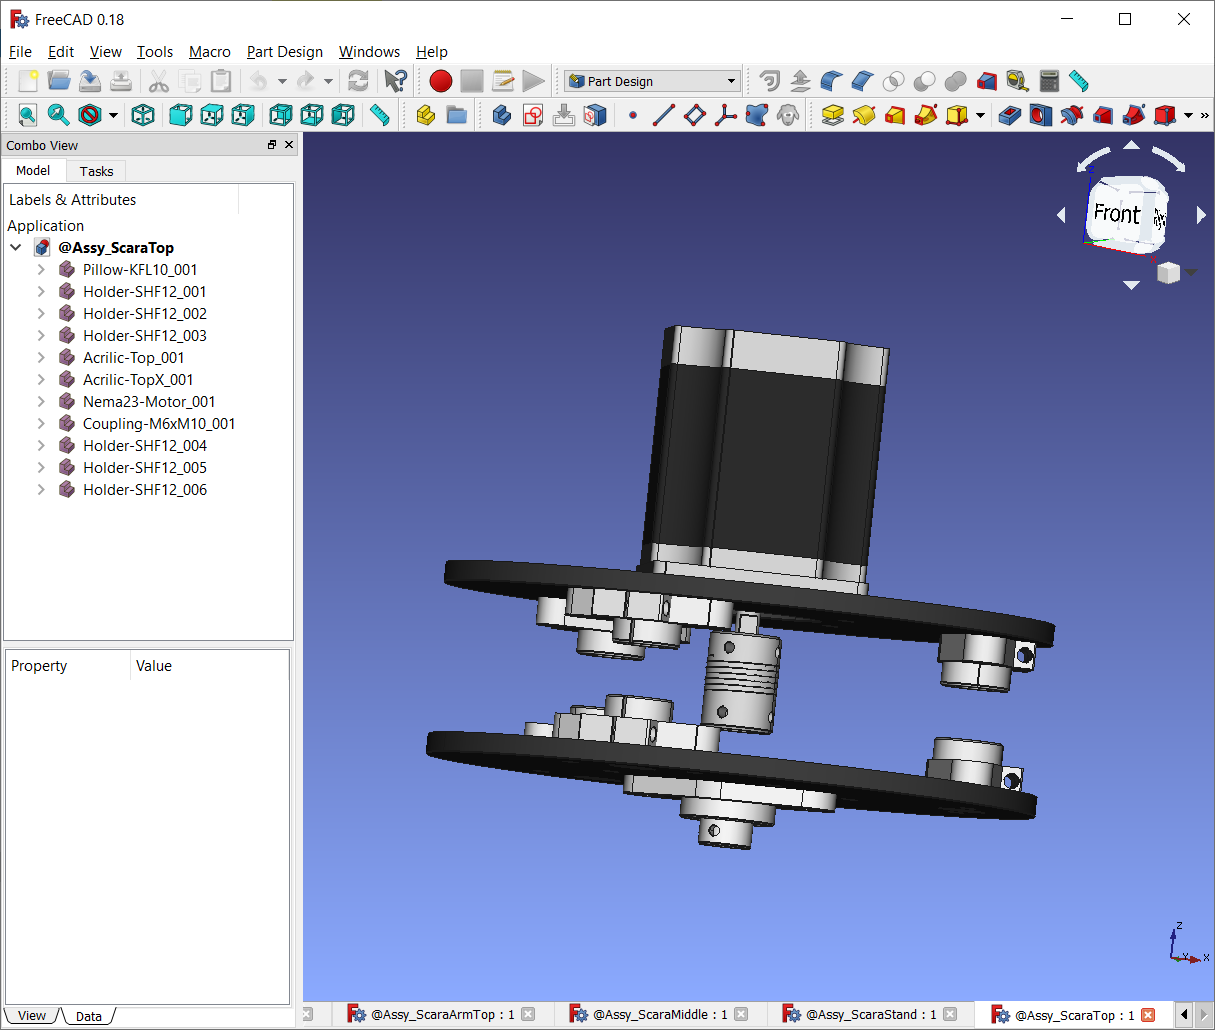 FreeCAD 0.18
File Edit View Tools Macro Part Design Windows Help
Part Design
Combo View
Model Tasks
Labels & Attributes
Application
@Assy_ScaraTop
Pillow-KFL10_001
Holder-SHF12_001
Holder-SHF12_002
Holder-SHF12_003
Acrilic-Top_001
Acrilic-TopX_001
Nema23-Motor_001
Coupling-M6xM10_001
Holder-SHF12_004
Holder-SHF12_005
Holder-SHF12_006
Property Value
Front
Z
Z
Y
X
View Data
@Assy_ScaraArmTop : 1 @Assy_ScaraMiddle : 1 @Assy_ScaraStand : 1 @Assy_ScaraTop : 1